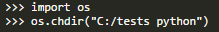 >>> import os
>>> os.chdir("C:/tests python")